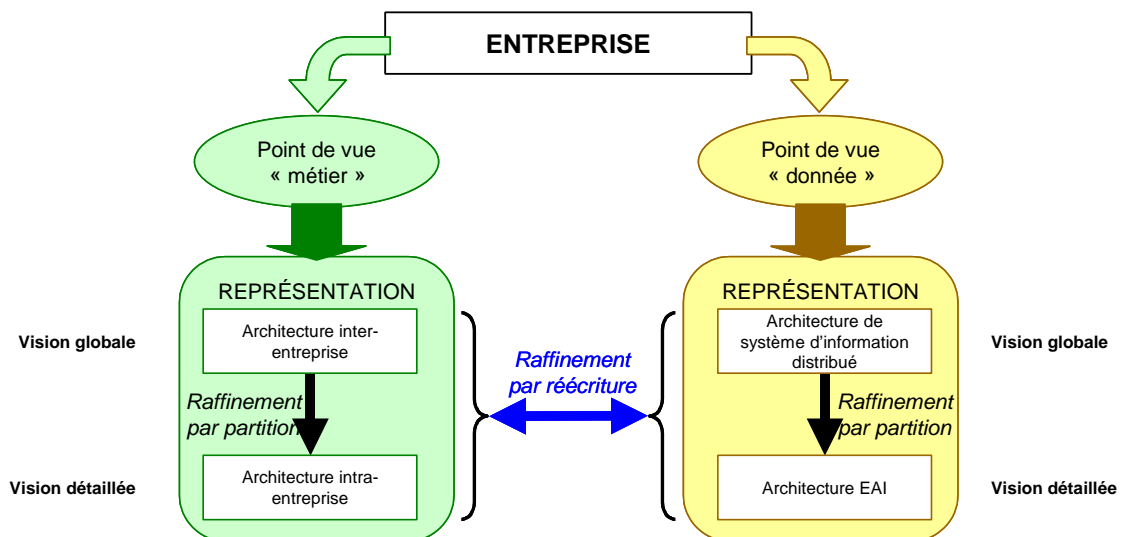 ENTREPRISE
Point de vue
« métier »
Point de vue
« donnée »
REPRÉSENTATION
Architecture inter-
entreprise
Vision globale
Raffinement
par partition
Architecture intra-
entreprise
Vision détaillée
Raffinement
par réécriture
REPRÉSENTATION
Architecture de
système d'information
distribué
Vision globale
Raffinement
par partition
Architecture EAI
Vision détaillée